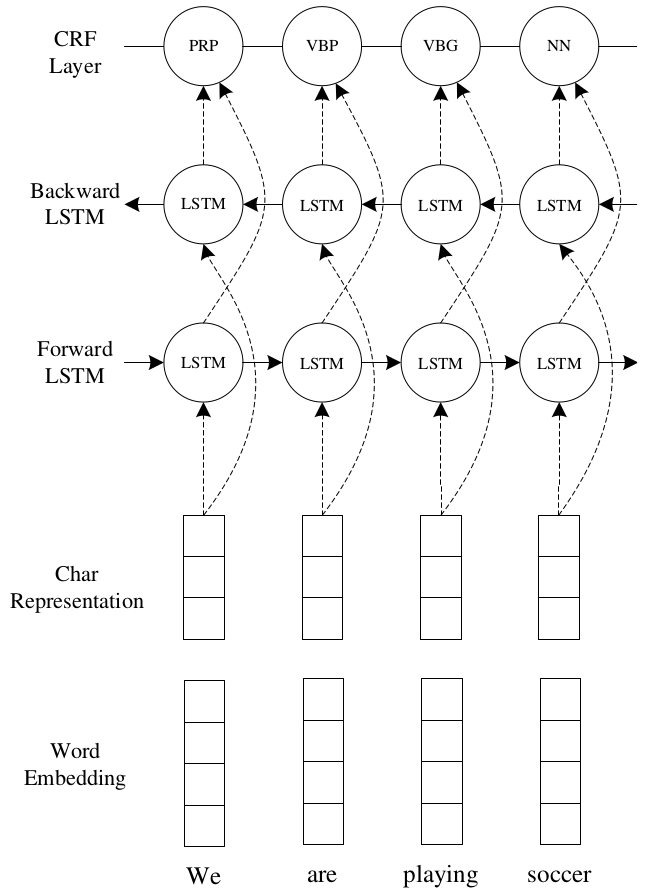 CRF
Layer
PRP VBP VBG NN
Backward
LSTM
LSTM LSTM LSTM LSTM
Forward
LSTM
LSTM LSTM LSTM LSTM
Char
Representation
Word
Embedding
We are playing soccer